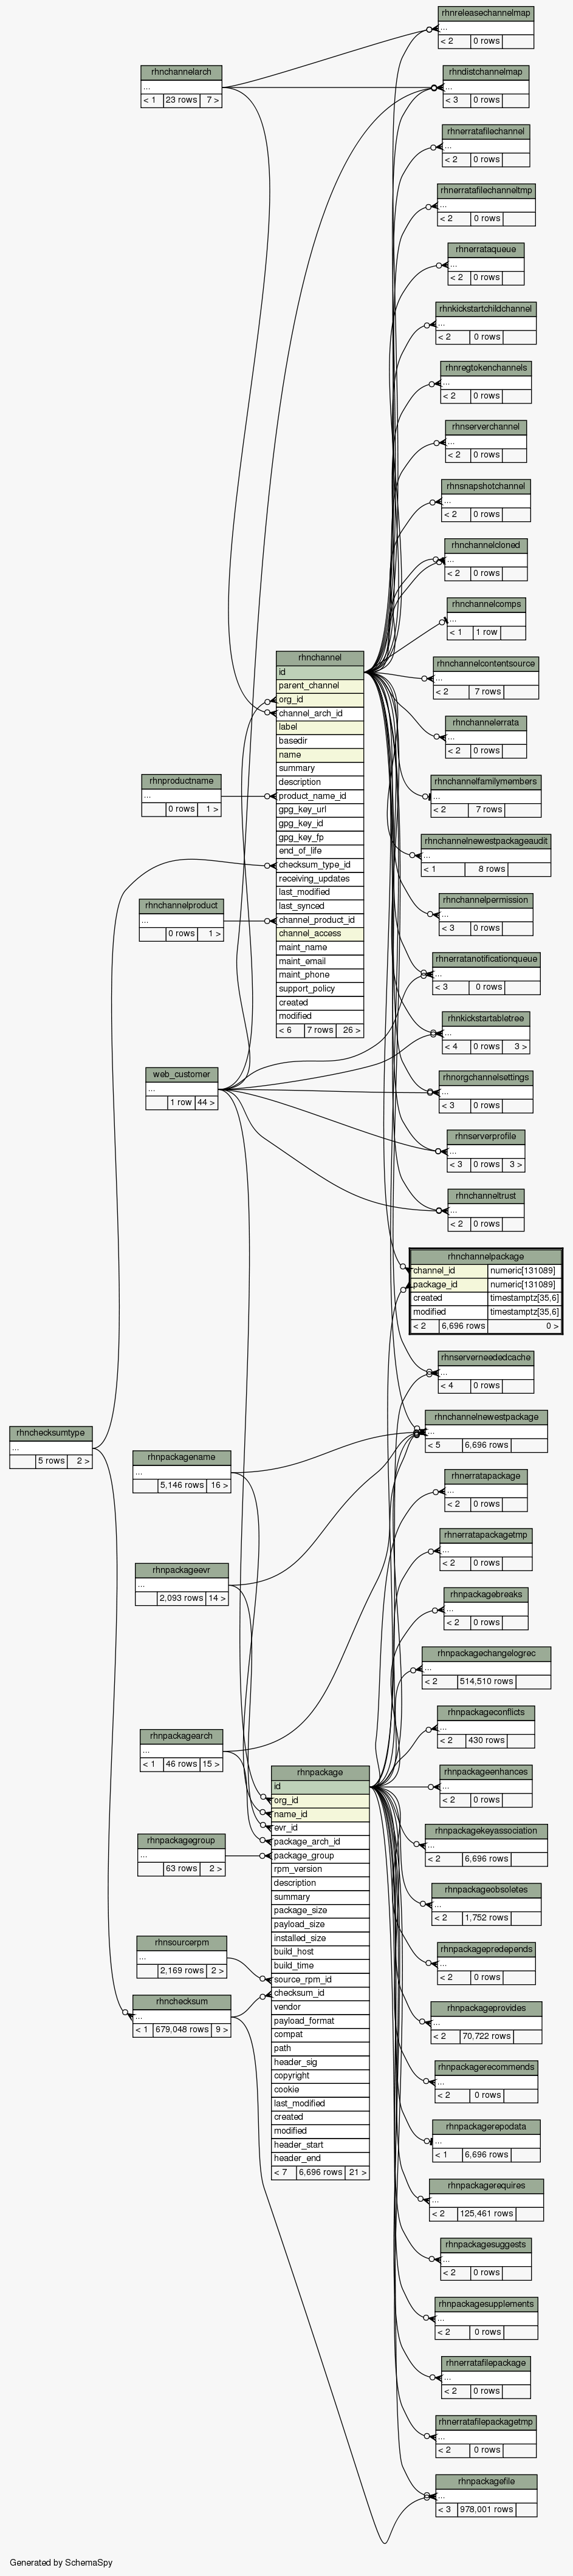 rhnreleasechannelmap
...
< 2 0 rows
rhnchannelarch
...
< 1 23 rows 7 >
rhndistchannelmap
...
< 3 0 rows
rhnerratafilechannel
...
< 2 0 rows
rhnerratafilechanneltmp
...
< 2 0 rows
rhnerrataqueue
...
< 2 0 rows
rhnkickstartchildchannel
...
< 2 0 rows
rhnregtokenchannels
...
< 2 0 rows
rhnserverchannel
...
< 2 0 rows
rhnsnapshotchannel
...
< 2 0 rows
rhnchannelcloned
...
< 2 0 rows
rhnchannelcomps
...
< 1 1 row
rhnchannelcontentsource
...
< 2 7 rows
rhnchannelerrata
...
< 2 0 rows
rhnchannelfamilymembers
...
< 2 7 rows
rhnchannelnewestpackageaudit
...
< 1 8 rows
rhnchannelpermission
...
< 3 0 rows
rhnerratanotificationqueue
...
< 3 0 rows
rhnkickstartabletree
...
< 4 0 rows 3 >
rhnorgchannelsettings
...
< 3 0 rows
rhnserverprofile
...
< 3 0 rows 3 >
rhnchanneltrust
...
< 2 0 rows
rhnchannel
id
parent_channel
org_id
channel_arch_id
label
basedir
name
summary
description
product_name_id
gpg_key_url
gpg_key_id
gpg_key_fp
end_of_life
checksum_type_id
receiving_updates
last_modified
last_synced
channel_product_id
channel_access
maint_name
maint_email
maint_phone
support_policy
created
modified
< 6 7 rows 26 >
rhnproductname
...
0 rows 1 >
rhnchannelproduct
...
0 rows 1 >
web_customer
...
1 row 44 >
rhnchannelpackage
channel_id numeric[131089]
package_id numeric[131089]
created timestamptz[35,6]
modified timestamptz[35,6]
< 2 6,696 rows 0 >
rhnserverneededcache
...
< 4 0 rows
rhnchannelnewestpackage
...
< 5 6,696 rows
rhnchecksumtype
...
5 rows 2 >
rhnpackagename
...
5,146 rows 16 >
rhnpackageevr
...
2,093 rows 14 >
rhnerratapackage
...
< 2 0 rows
rhnerratapackagetmp
...
< 2 0 rows
rhnpackagebreaks
...
< 2 0 rows
rhnpackagechangelogrec
...
< 2 514,510 rows
rhnpackageconflicts
...
< 2 430 rows
rhnpackageenhances
...
< 2 0 rows
rhnpackagekeyassociation
...
< 2 6,696 rows
rhnpackageobsoletes
...
< 2 1,752 rows
rhnpackagepredepends
...
< 2 0 rows
rhnpackageprovides
...
< 2 70,722 rows
rhnpackagerecommends
...
< 2 0 rows
rhnpackagerepodata
...
< 1 6,696 rows
rhnpackagerequires
...
< 2 125,461 rows
rhnpackagesuggests
...
< 2 0 rows
rhnpackagesupplements
...
< 2 0 rows
rhnerratafilepackage
...
< 2 0 rows
rhnerratafilepackagetmp
...
< 2 0 rows
rhnpackagefile
...
< 3 978,001 rows
rhnpackagearch
...
< 1 46 rows 15 >
rhnpackagegroup
...
63 rows 2 >
rhnsourcerpm
...
2,169 rows 2 >
rhnchecksum
...
< 1 679,048 rows 9 >
rhnpackage
id
org_id
name_id
evr_id
package_arch_id
package_group
rpm_version
description
summary
package_size
payload_size
installed_size
build_host
build_time
source_rpm_id
checksum_id
vendor
payload_format
compat
path
header_sig
copyright
cookie
last_modified
created
modified
header_start
header_end
< 7 6,696 rows 21 >
Generated by SchemaSpy